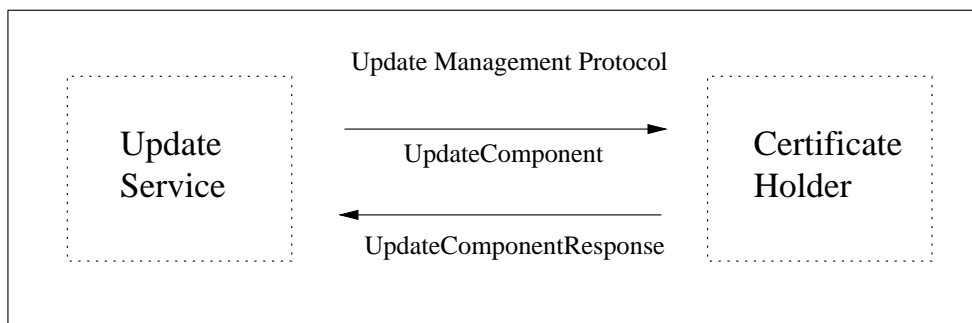 Update Management Protocol
Update
Service
UpdateComponent
Certificate
Holder
UpdateComponentResponse